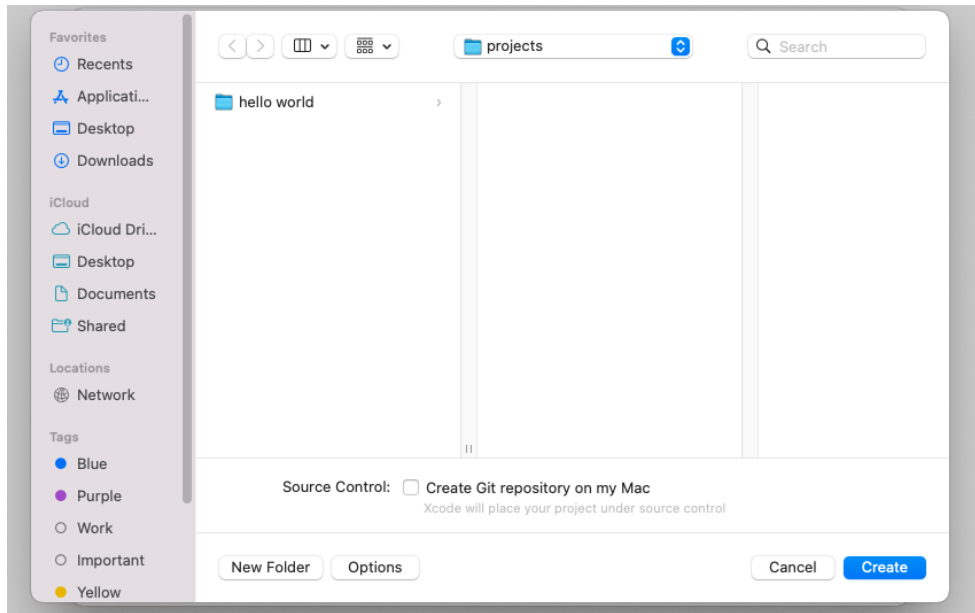 Favorites
Recents
Applicati...
Desktop
Downloads
iCloud
iCloud Dri...
Desktop
Documents
Shared
Locations
Network
Tags
Blue
Purple
Work
Important
Yellow
projects
Search
hello world
Source Control: Create Git repository on my Mac
Xcode will place your project under source control
New Folder Options Cancel Create